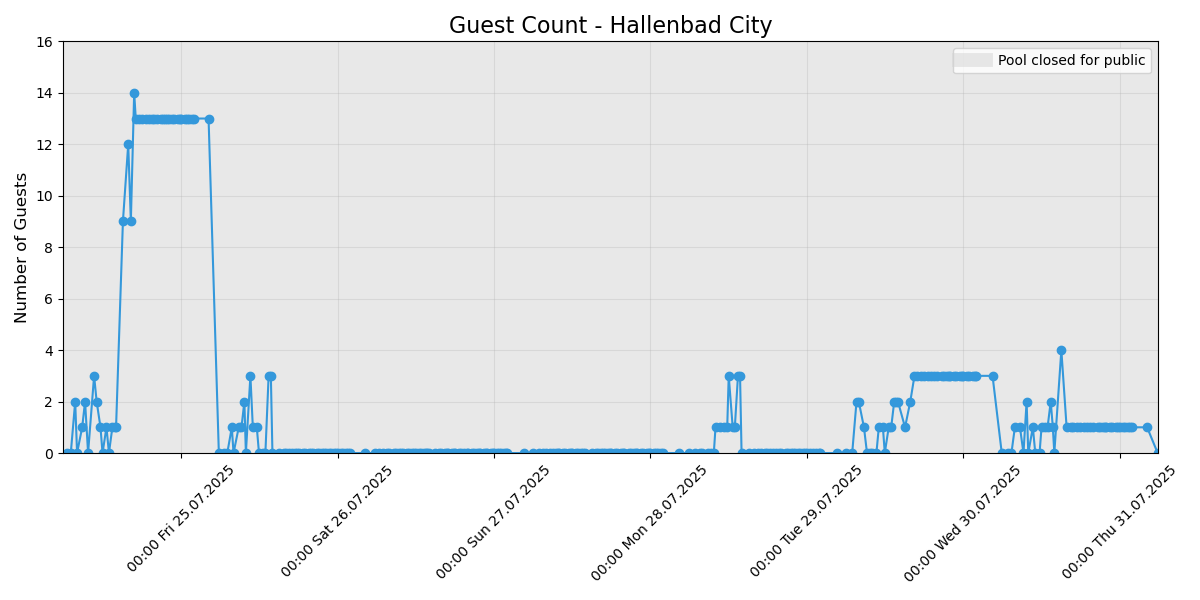 Guest Count - Hallenbad City
Pool closed for public
Number of Guests
16
14
12
10
8
6
4
2
0
00:00 Fri 25.07.2025
00:00 Sat 26.07.2025
00:00 Sun 27.07.2025
00:00 Mon 28.07.2025
00:00 Tue 29.07.2025
00:00 Wed 30.07.2025
00:00 Thu 31.07.2025